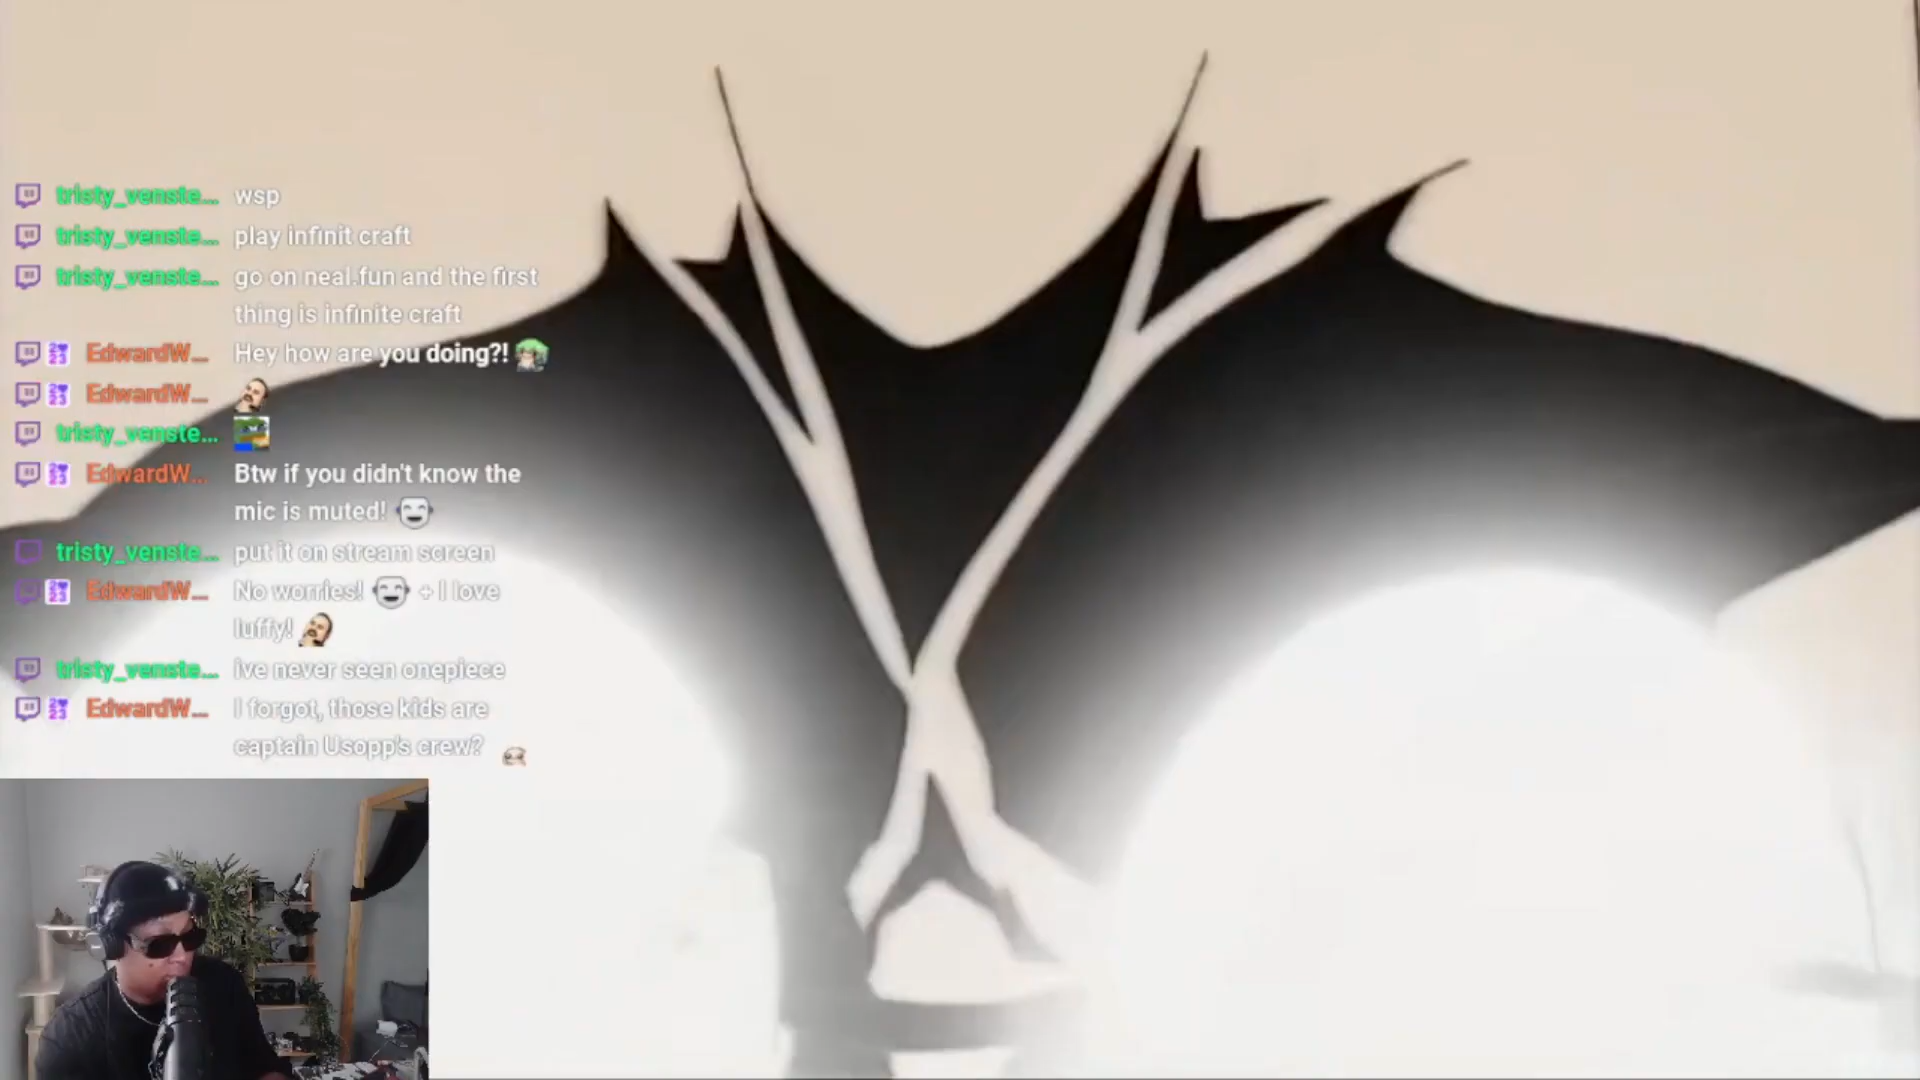 tristy_venste... wsp
tristy_venste... play infinit craft
tristy_venste... go on neal.fun and the first
thing is infinite craft
EdwardW... Hey how are you doing?!
EdwardW...
tristy_venste...
EdwardW... Btw if you didn't know the
mic is muted!
tristy_venste... put it on stream screen
EdwardW... No worries! + I love
luffy!
tristy_venste... ive never seen onepiece
EdwardW... I forgot, those kids are
captain Usopp's crew?